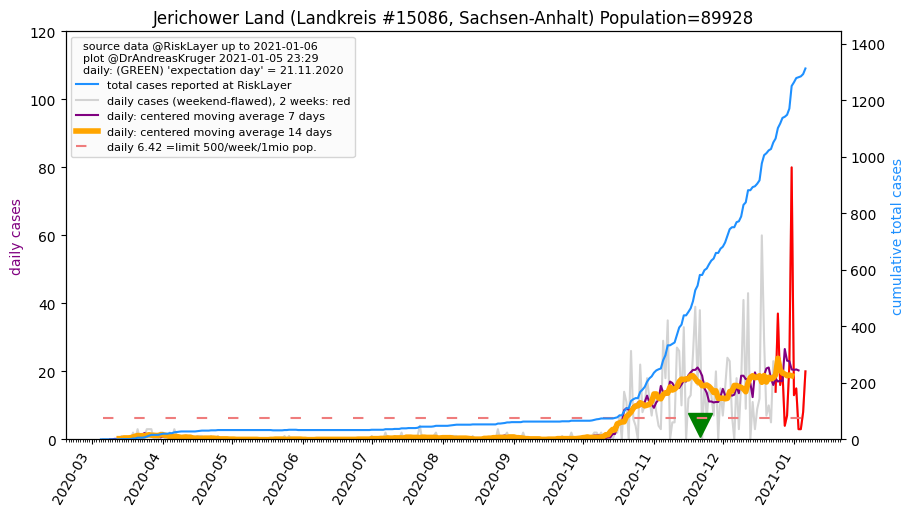 Jerichower Land (Landkreis #15086, Sachsen-Anhalt) Population=89928
source data @RiskLayer up to 2021-01-06
plot @DrAndreasKruger 2021-01-05 23:29
daily: (GREEN) 'expectation day' = 21.11.2020
total cases reported at RiskLayer
daily cases (weekend-flawed), 2 weeks: red
daily: centered moving average 7 days
daily: centered moving average 14 days
daily 6.42 =limit 500/week/1mio pop.
daily cases
0
20
40
60
80
100
120
cumulative total cases
0
200
400
600
800
1000
1200
1400
2020-03
2020-04
2020-05
2020-06
2020-07
2020-08
2020-09
2020-10
2020-11
2020-12
2021-01